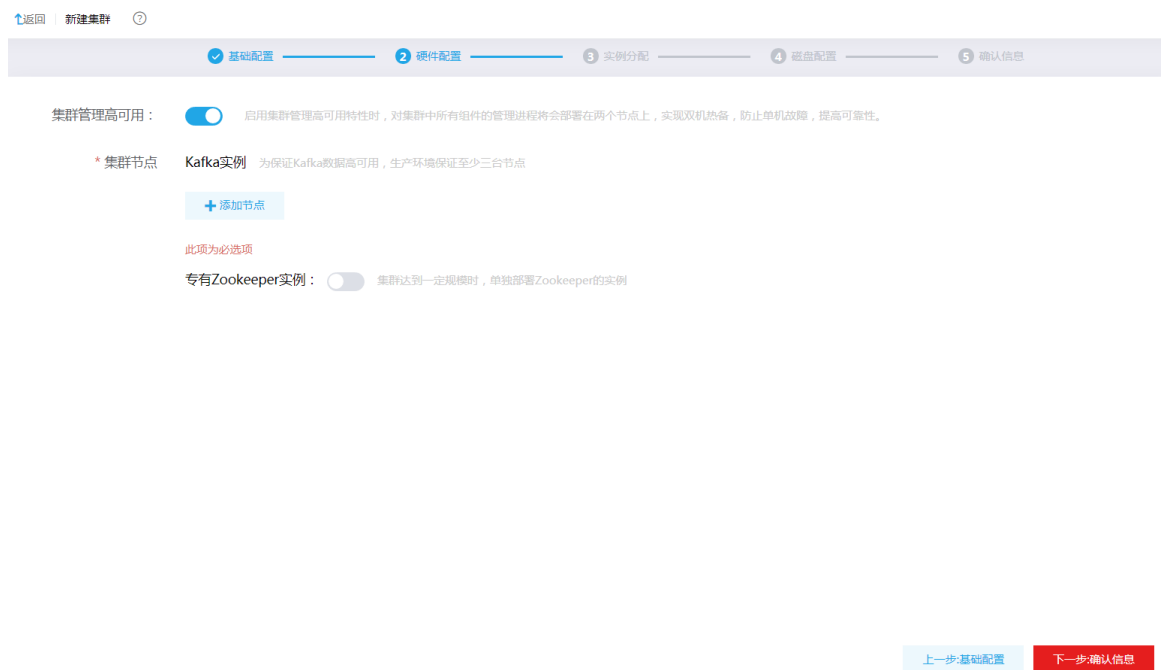 返回 新建集群 ?
基础配置 2 硬件配置 3 实例分配 4 磁盘配置 5 确认信息
集群管理高可用： 启用集群管理高可用特性时，对集群中所有组件的管理进程将会部署在两个节点上，实现双机热备，防止单机故障，提高可靠性。
* 集群节点 Kafka实例 为保证Kafka数据高可用，生产环境保证至少三台节点
添加节点
此项为必选项
专有Zookeeper实例： 集群达到一定规模时，单独部署Zookeeper的实例
上一步:基础配置 下一步:确认信息